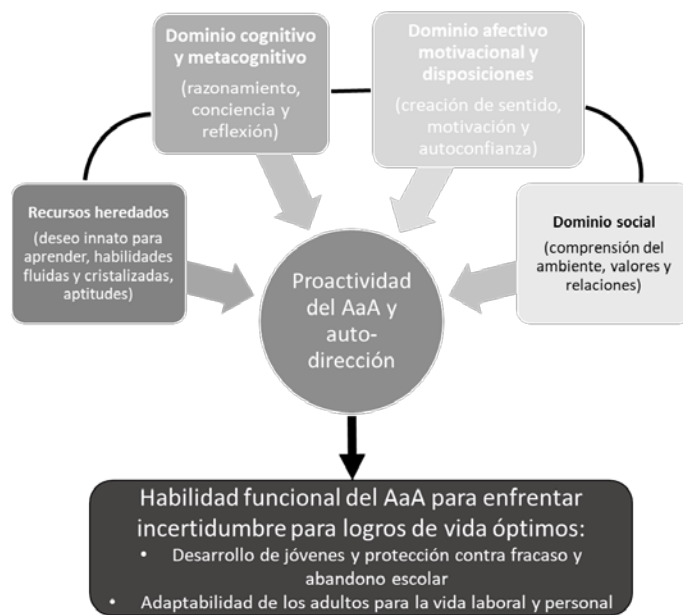 Dominio cognitivo
y metacognitivo
(razonamiento,
conciencia y
reflexión)
Dominio afectivo
motivacional y
disposiciones
(creación de sentido,
motivación y
autoconfianza)
Recursos heredados
(deseo innato para
aprender, habilidades
fluidas y cristalizadas,
aptitudes)
Dominio social
(comprensión del
ambiente, valores y
relaciones)
Proactividad
del AaA y
auto-
dirección
Habilidad funcional del AaA para enfrentar
incertidumbre para logros de vida óptimos:
• Desarrollo de jóvenes y protección contra fracaso y
abandono escolar
• Adaptabilidad de los adultos para la vida laboral y personal